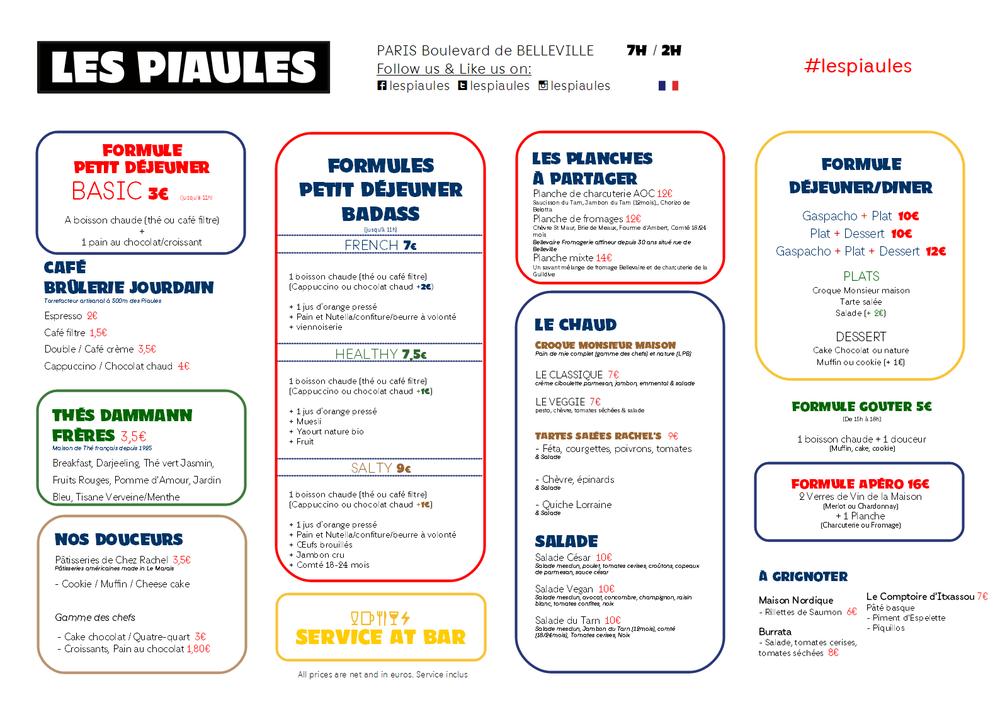 LES PIAULES
PARIS Boulevard de BELLEVILLE 7H / 2H
Follow us & Like us on:
lespiaules lespiaules lespiaules
#lespiaules
FORMULE
PETIT DÉJEUNER
BASIC 3€ (jusqu'à 11h)
A boisson chaude (thé ou café filtre)
+
1 pain au chocolat/croissant
CAFÉ
BRÛLERIE JOURDAIN
Torrefacteur artisanal à 500m des Piaules
Espresso 2€
Café filtre 1,5€
Double / Café crème 3,5€
Cappuccino / Chocolat chaud 4€
THÉS DAMMANN
FRÈRES 3,5€
Maison de Thé français depuis 1925
Breakfast, Darjeeling, Thé vert Jasmin,
Fruits Rouges, Pomme d'Amour, Jardin
Bleu, Tisane Verveine/Menthe
NOS DOUCEURS
Pâtisseries de Chez Rachel 3,5€
Pâtisseries américaines made in Le Marais
- Cookie / Muffin / Cheese cake
Gamme des chefs
- Cake chocolat / Quatre-quart 3€
- Croissants, Pain au chocolat 1,80€
FORMULES
PETIT DÉJEUNER
BADASS
(jusqu'à 11h)
FRENCH 7€
1 boisson chaude (thé ou café filtre)
(Cappuccino ou chocolat chaud +2€)
+ 1 jus d'orange pressé
+ Pain et Nutella/confiture/beurre à volonté
+ viennoiserie
HEALTHY 7,5€
1 boisson chaude (thé ou café filtre)
(Cappuccino ou chocolat chaud +1€)
+ 1 jus d'orange pressé
+ Muesli
+ Yaourt nature bio
+ Fruit
SALTY 9€
1 boisson chaude (thé ou café filtre)
(Cappuccino ou chocolat chaud +1€)
+ 1 jus d'orange pressé
+ Pain et Nutella/confiture/beurre à volonté
+ Œufs brouillés
+ Jambon cru
+ Comté 18-24 mois
SERVICE AT BAR
All prices are net and in euros. Service inclus
LES PLANCHES
À PARTAGER
Planche de charcuterie AOC 12€
Saucisson du Tarn, Jambon du Tarn (12mois),, Chorizo de
Bellota
Planche de fromages 12€
Chèvre St Maur, Brie de Meaux, Fourme d'Ambert, Comté 18/24
mois
Bellevaire Fromagerie affineur depuis 30 ans situé rue de
Belleville
Planche mixte 14€
Un savant mélange de fromage Bellevaire et de charcuterie de la
Guildive
LE CHAUD
CROQUE MONSIEUR MAISON
Pain de mie complet (gamme des chefs) et nature (LPB)
LE CLASSIQUE 7€
crème ciboulette parmesan, jambon, emmental & salade
LE VEGGIE 7€
pesto, chèvre, tomates séchées & salade
TARTES SALÉES RACHEL'S 9€
- Féta, courgettes, poivrons, tomates
& Salade
- Chèvre, épinards
& Salade
- Quiche Lorraine
& Salade
SALADE
Salade César 10€
Salade mesclun, poulet, tomates cerises, croûtons, copeaux
de parmesan, sauce césar
Salade Vegan 10€
Salade mesclun, avocat, concombre, champignon, raisin
blanc, tomates confites, noix
Salade du Tarn 10€
Salade mesclun, Jambon du Tarn (12mois), comté
(18/24mois), Tomates cerises, Noix
FORMULE
DÉJEUNER/DINER
Gaspacho + Plat 10€
Plat + Dessert 10€
Gaspacho + Plat + Dessert 12€
PLATS
Croque Monsieur maison
Tarte salée
Salade (+ 2€)
DESSERT
Cake Chocolat ou nature
Muffin ou cookie (+ 1€)
FORMULE GOUTER 5€
(De 15h à 18h)
1 boisson chaude + 1 douceur
(Muffin, cake, cookie)
FORMULE APÉRO 16€
2 Verres de Vin de la Maison
(Merlot ou Chardonnay)
+ 1 Planche
(Charcuterie ou Fromage)
À GRIGNOTER
Maison Nordique
- Rillettes de Saumon 6€
Burrata
- Salade, tomates cerises,
tomates séchées 8€
Le Comptoire d'Itxassou 7€
Pâté basque
- Piment d'Espelette
- Piquillos